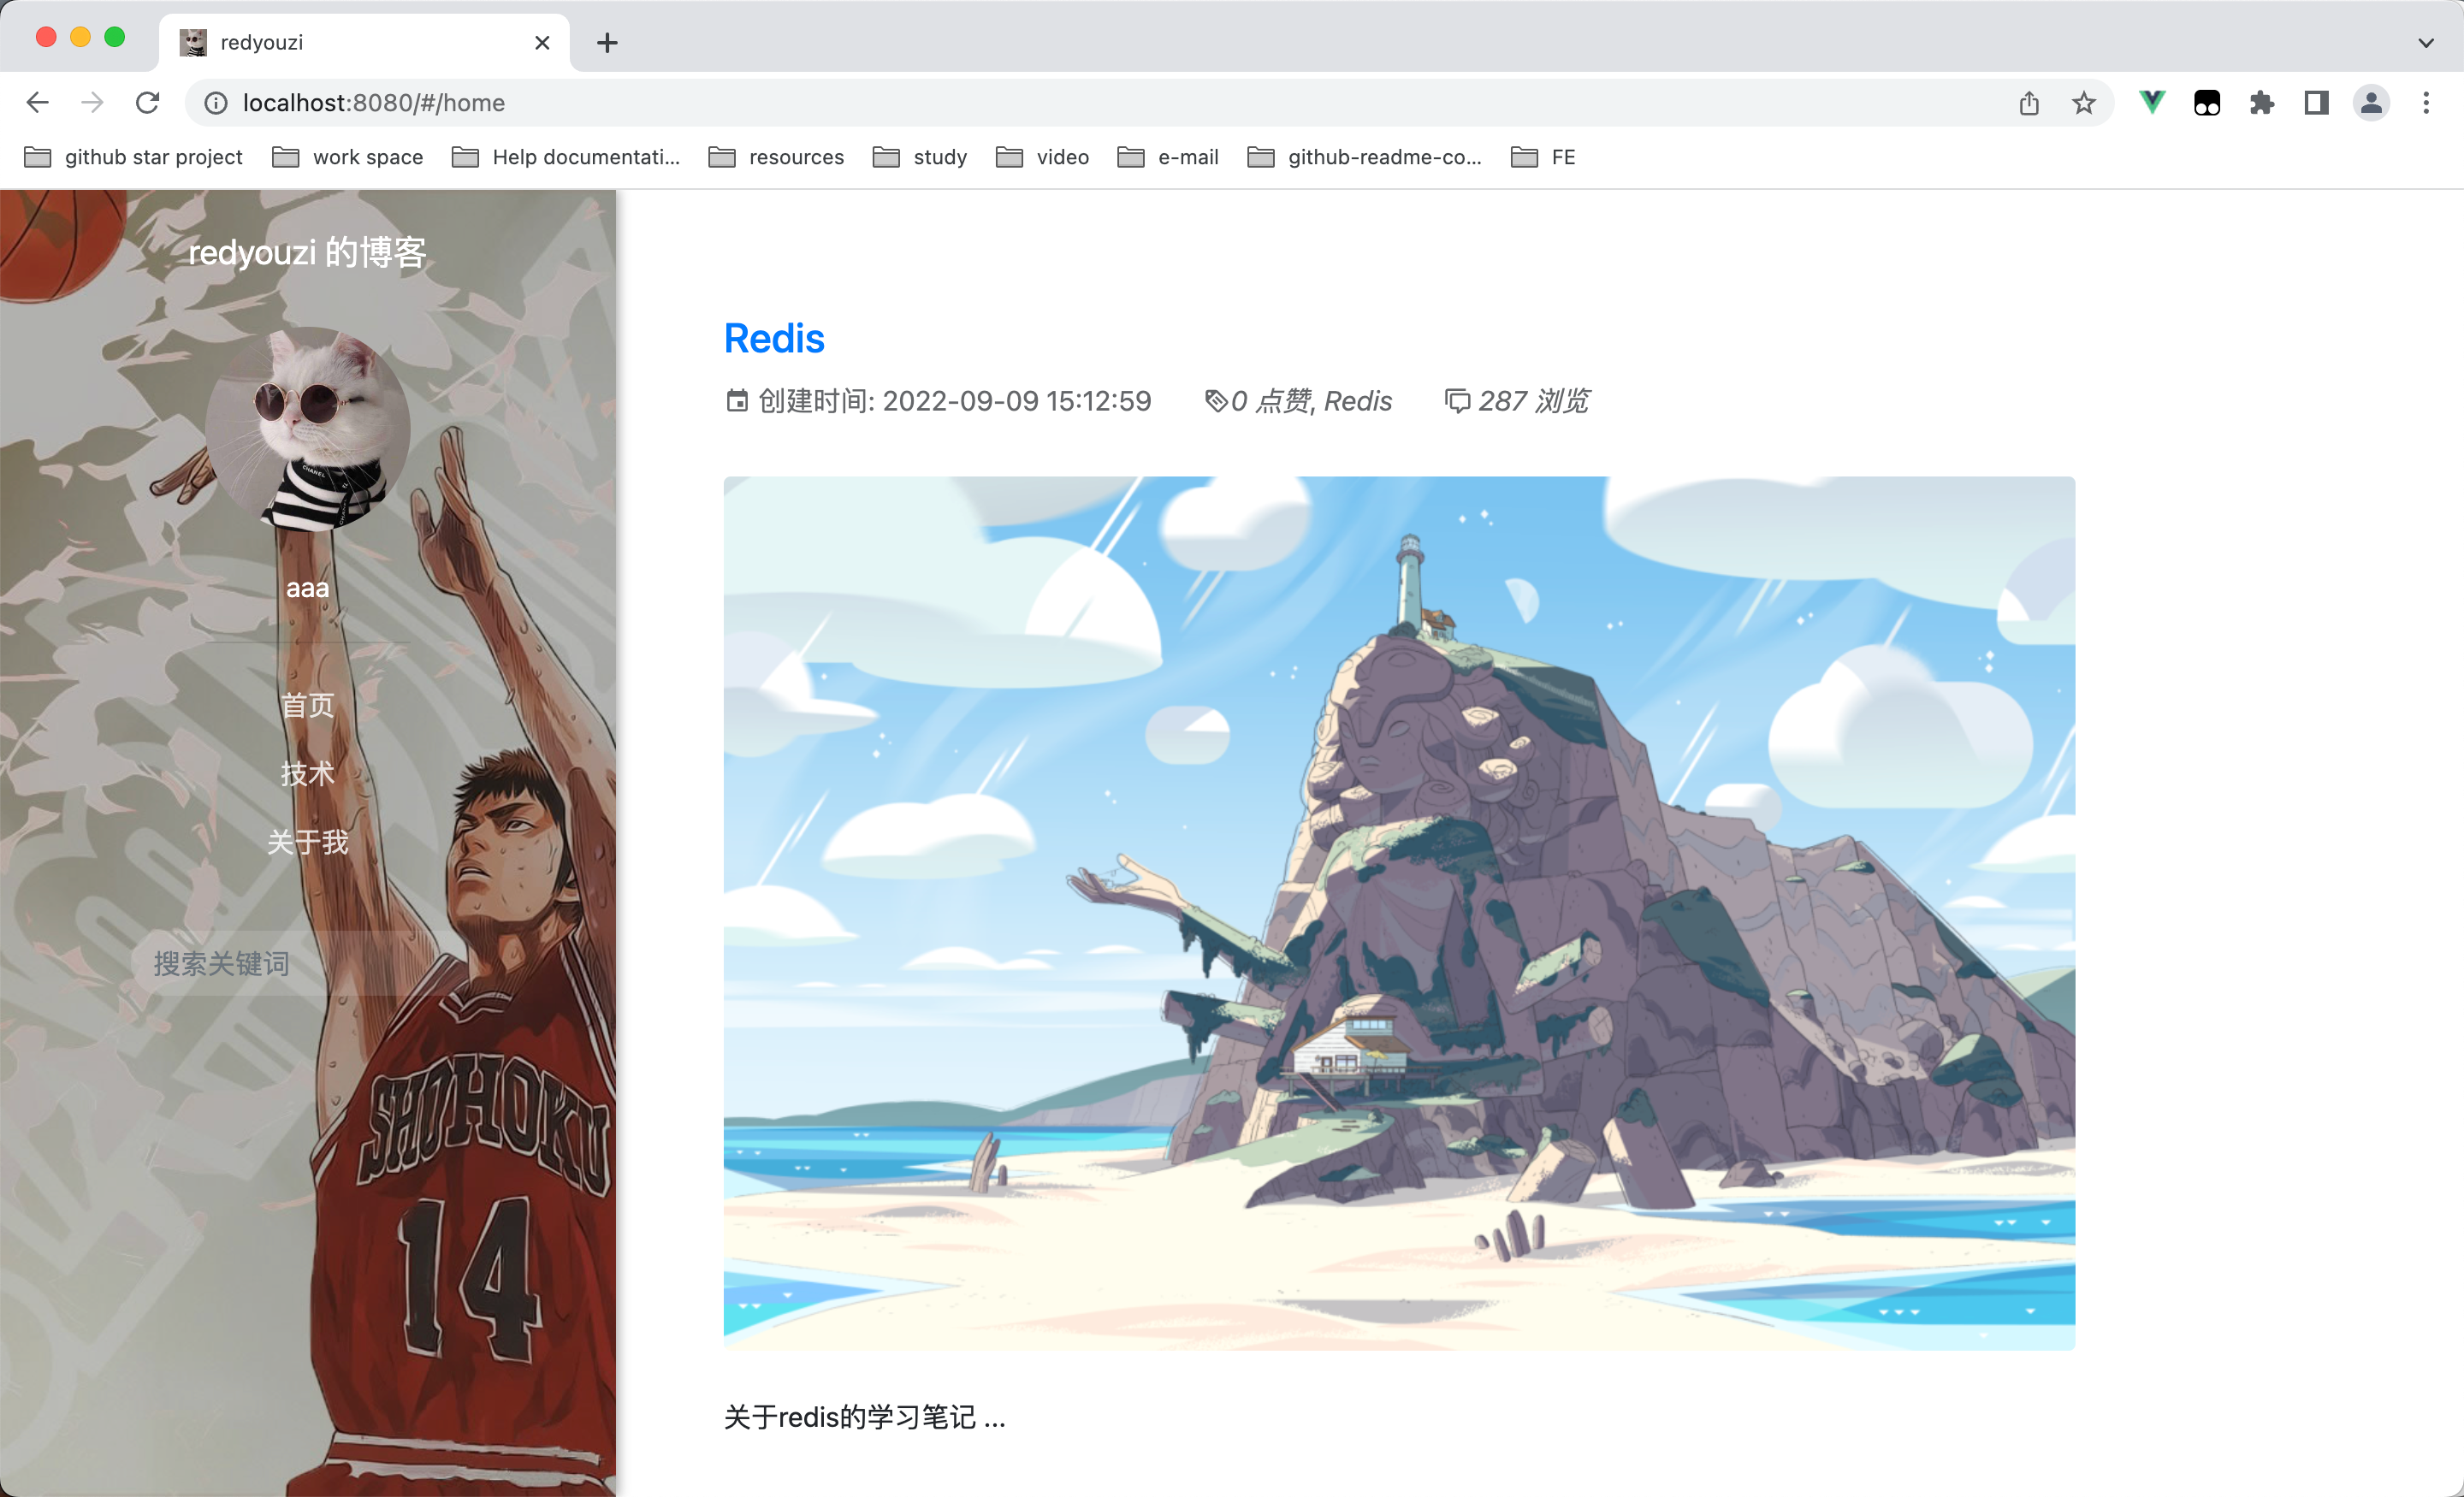 redyouzi
localhost:8080/#/home
github star project
work space
Help documentati...
resources
study
video
e-mail
github-readme-co...
FE
redyouzi 的博客
CHANEL
aaa
首页
技术
关于我
搜索关键词
SHOHOKU
14
Redis
创建时间: 2022-09-09 15:12:59 0 点赞, Redis 287 浏览
关于redis的学习笔记 ...